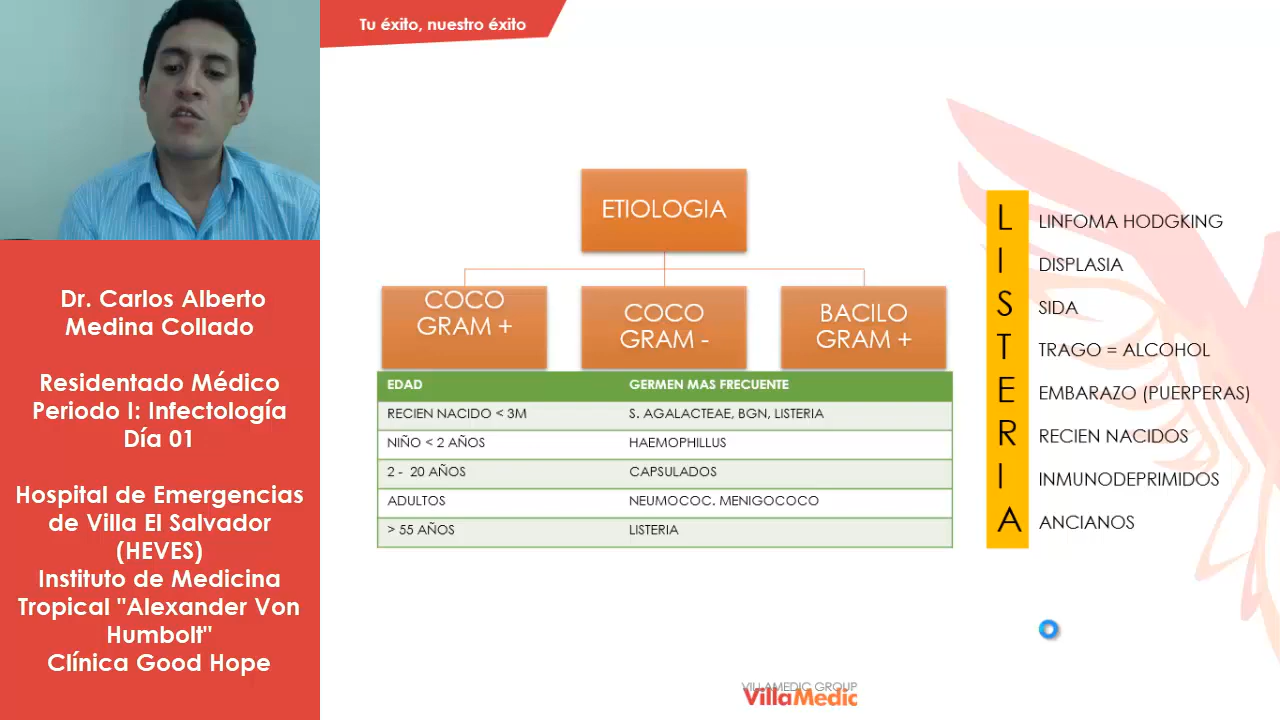 Tu éxito, nuestro éxito
Dr. Carlos Alberto
Medina Collado
Residentado Médico
Periodo I: Infectología
Día 01
Hospital de Emergencias
de Villa El Salvador
(HEVES)
Instituto de Medicina
Tropical "Alexander Von
Humbolt"
Clínica Good Hope
ETIOLOGIA
COCO
GRAM +
COCO
GRAM -
BACILO
GRAM +
EDAD GERMEN MAS FRECUENTE
RECIEN NACIDO < 3M S. AGALACTEAE, BGN, LISTERIA
NIÑO < 2 AÑOS HAEMOPHILLUS
2 - 20 AÑOS CAPSULADOS
ADULTOS NEUMOCOC. MENIGOCOCO
> 55 AÑOS LISTERIA
L LINFOMA HODGKING
I DISPLASIA
S SIDA
T TRAGO = ALCOHOL
E EMBARAZO (PUERPERAS)
R RECIEN NACIDOS
I INMUNODEPRIMIDOS
A ANCIANOS
VILLAMEDIC GROUP
VillaMedic